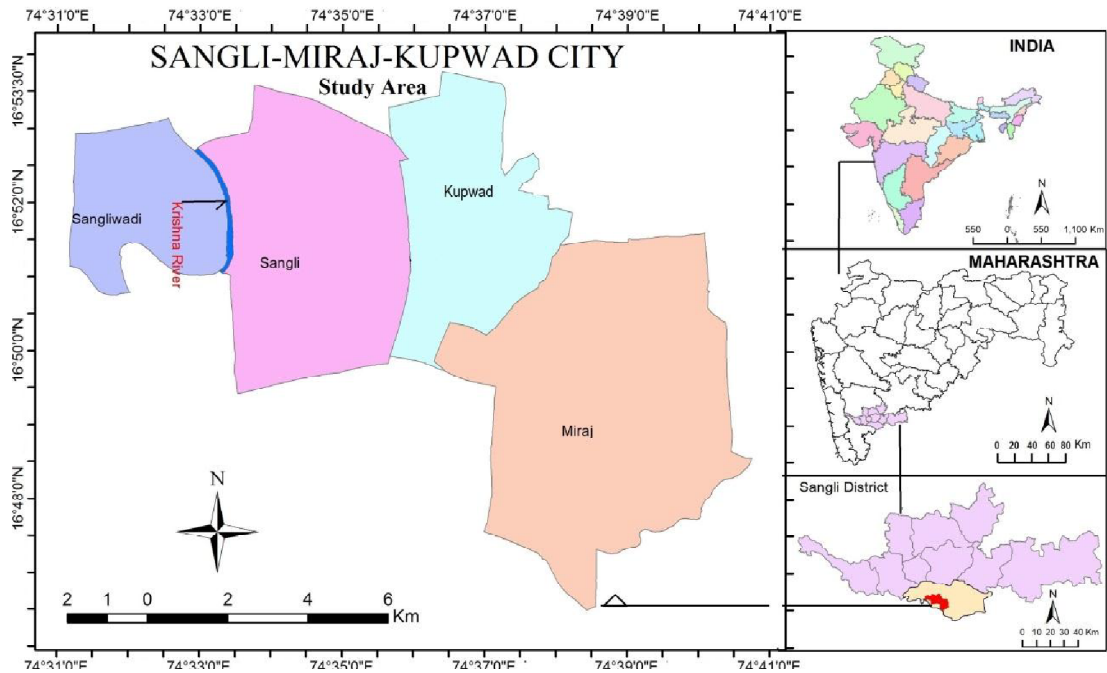 74°31'0"E 74°33'0"E 74°35'0"E 74°37'0"E 74°39'0"E 74°41'0"E
SANGLI-MIRAJ-KUPWAD CITY
Study Area
16°53'30"N
16°52'0"N
16°50'0"N
16°48'0"N
Sangliwadi
Krishna River
Sangli
Kupwad
Miraj
N
2 1 0 2 4 6
Km
74°31'0"E 74°33'0"E 74°35'0"E 74°37'0"E 74°39'0"E 74°41'0"E
INDIA
N
550 0 550 1,100 Km
MAHARASHTRA
N
0 20 40 60 80 Km
Sangli District
N
0 10 20 30 40 Km